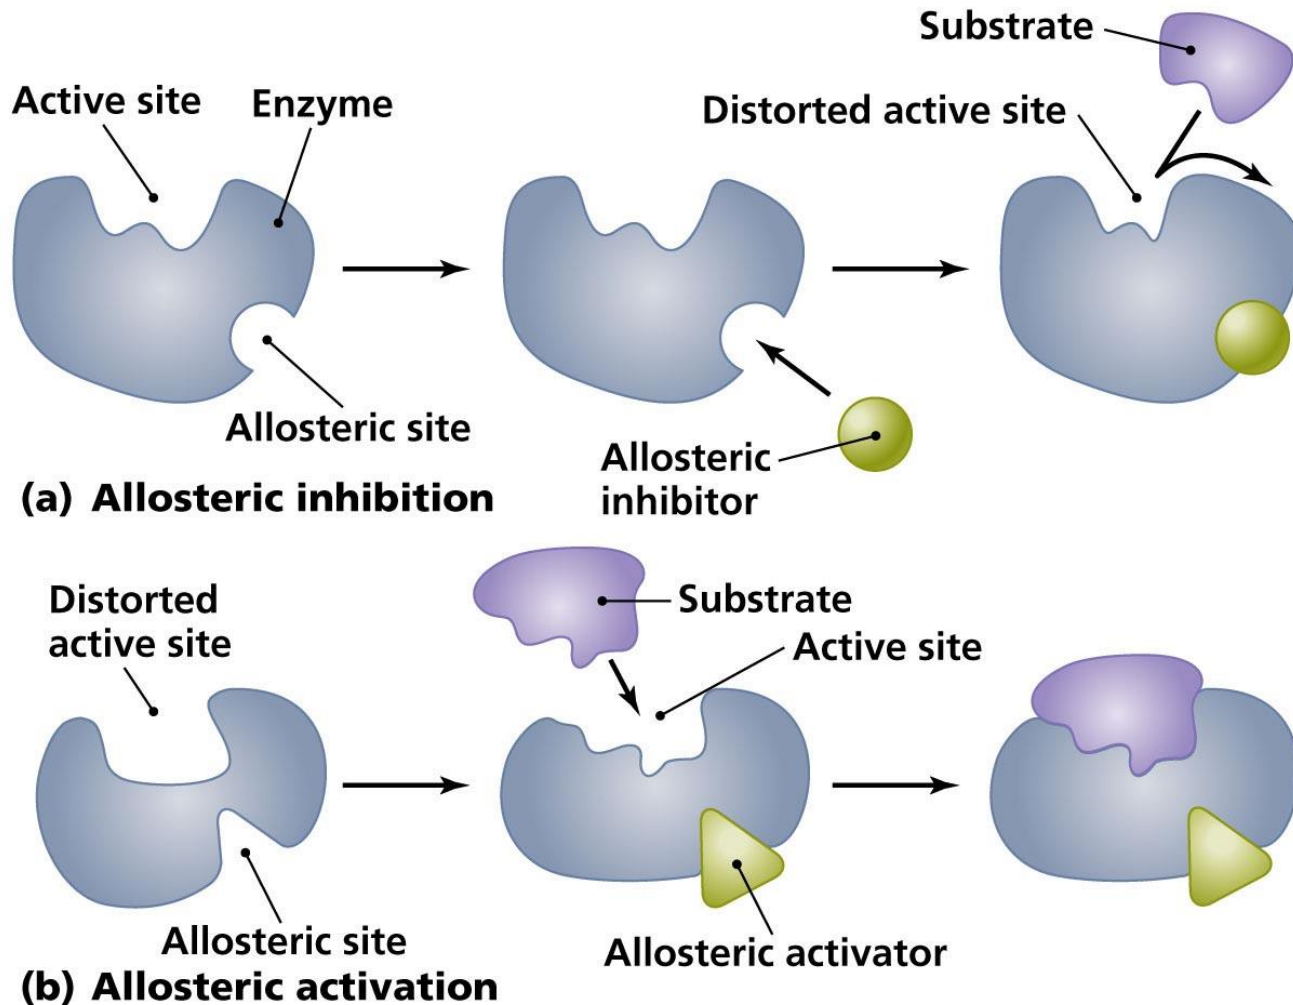 Substrate
Active site
Enzyme
Distorted active site
Allosteric site
Allosteric
inhibitor
(a) Allosteric inhibition
Distorted
active site
Substrate
Active site
Allosteric site
Allosteric activator
(b) Allosteric activation